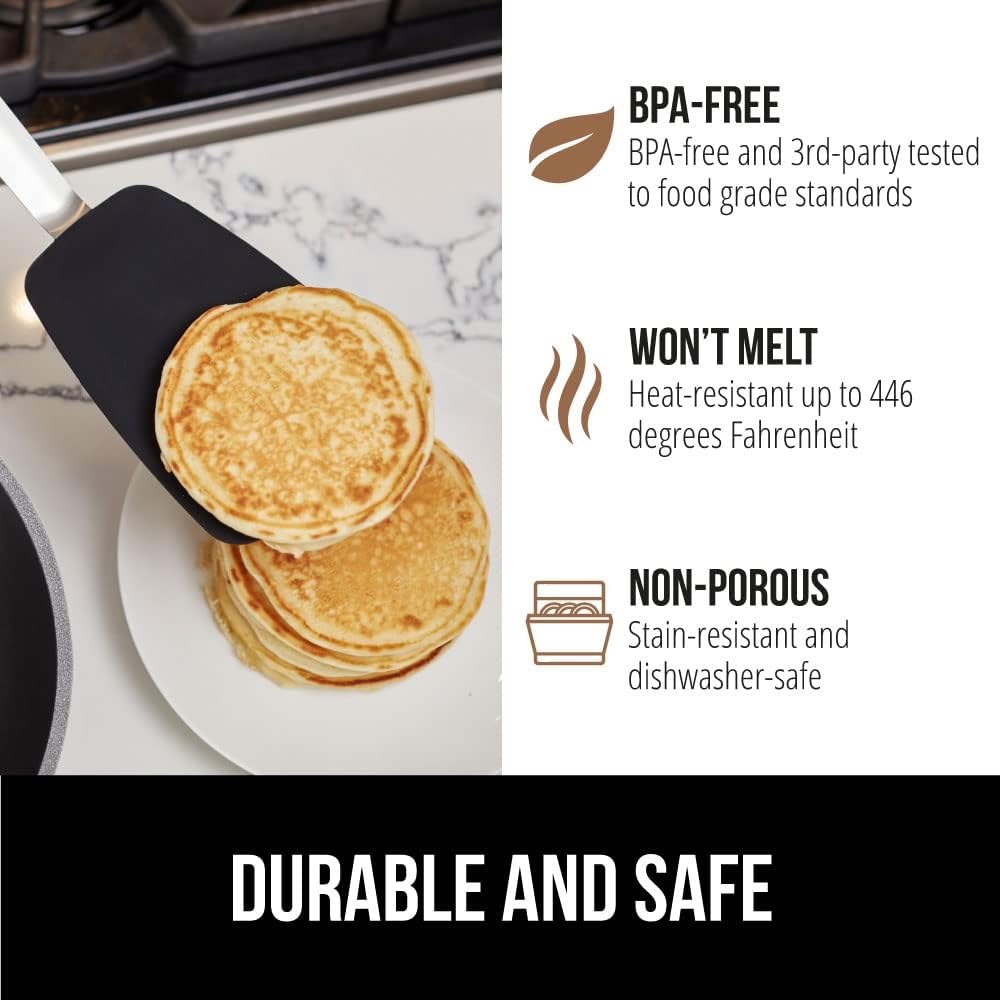 BPA-FREE
BPA-free and 3rd-party tested
to food grade standards
WON'T MELT
Heat-resistant up to 446
degrees Fahrenheit
NON-POROUS
Stain-resistant and
dishwasher-safe
DURABLE AND SAFE